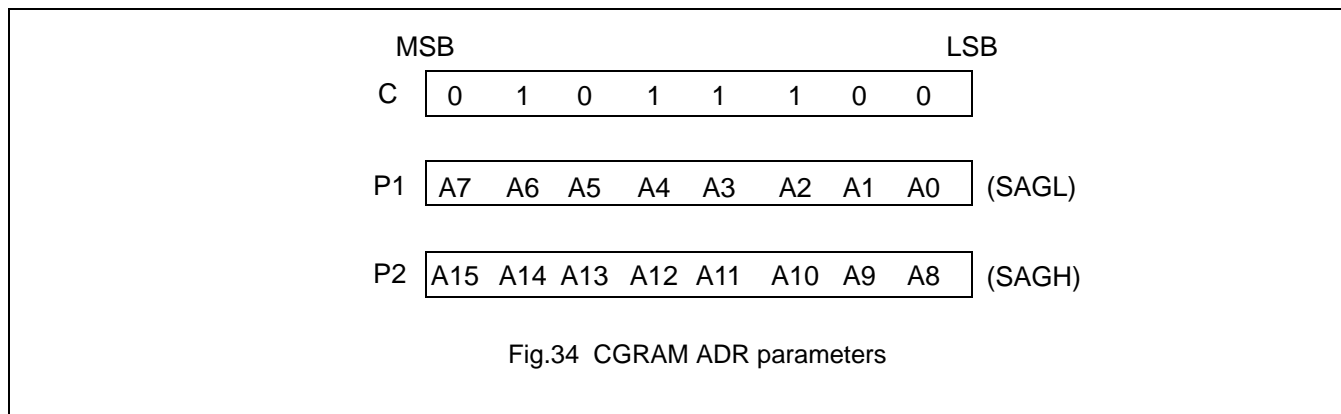 MSB LSB
C 0 1 0 1 1 1 0 0
P1 A7 A6 A5 A4 A3 A2 A1 A0 (SAGL)
P2 A15 A14 A13 A12 A11 A10 A9 A8 (SAGH)
Fig.34 CGRAM ADR parameters